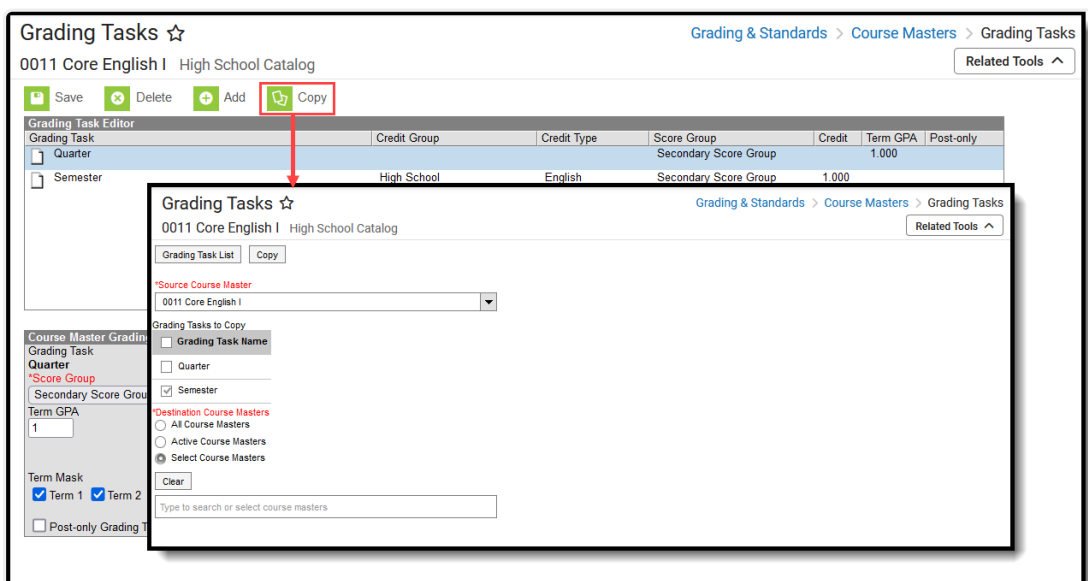 Grading Tasks ☆
Grading & Standards > Course Masters > Grading Tasks
0011 Core English I High School Catalog
Related Tools
Save Delete Add Copy
Grading Task Editor
Grading Task Credit Group Credit Type Score Group Credit Term GPA Post-only
Quarter Secondary Score Group 1.000
Semester High School English Secondary Score Group 1.000
Course Master Gradin
Grading Task
Quarter
*Score Group
Secondary Score Grou
Term GPA
1
Term Mask
Term 1 Term 2
Post-only Grading T
Grading Tasks ☆
Grading & Standards > Course Masters > Grading Tasks
0011 Core English I High School Catalog
Related Tools
Grading Task List Copy
*Source Course Master
0011 Core English I
Grading Tasks to Copy
Grading Task Name
Quarter
Semester
*Destination Course Masters
All Course Masters
Active Course Masters
Select Course Masters
Clear
Type to search or select course masters